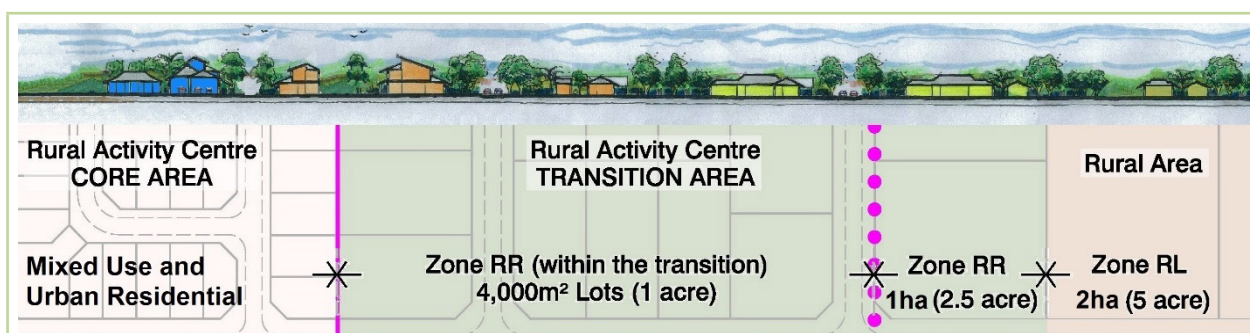 Rural Activity Centre
CORE AREA
Rural Activity Centre
TRANSITION AREA
Rural Area
Mixed Use and
Urban Residential
Zone RR (within the transition)
4,000m² Lots (1 acre)
Zone RR
1ha (2.5 acre)
Zone RL
2ha (5 acre)